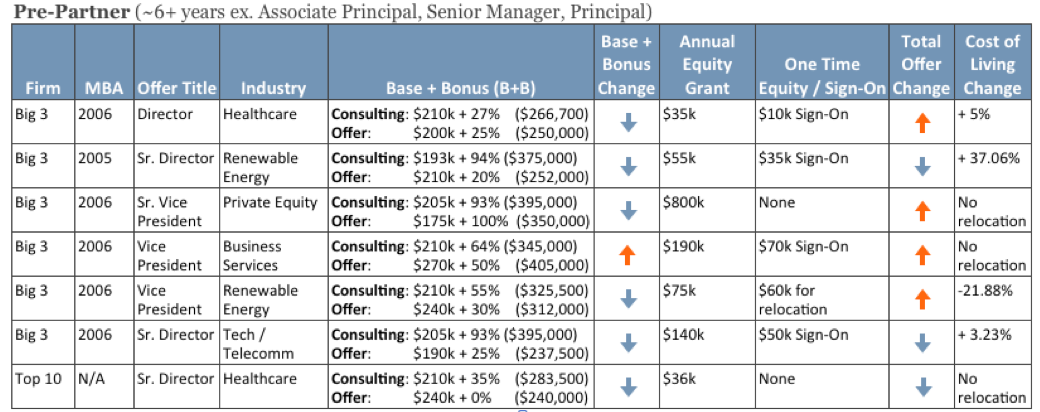 Pre-Partner (~6+ years ex. Associate Principal, Senior Manager, Principal)
Firm MBA Offer Title Industry Base + Bonus (B+B) Base + Bonus Change Annual Equity Grant One Time Equity / Sign-On Total Offer Change Cost of Living Change
Big 3 2006 Director Healthcare Consulting: $210k + 27% ($266,700) $35k $10k Sign-On + 5%
Offer: $200k + 25% ($250,000)
Big 3 2005 Sr. Director Renewable Consulting: $193k + 94% ($375,000) $55k $35k Sign-On + 37.06%
Energy Offer: $210k + 20% ($252,000)
Big 3 2006 Sr. Vice Private Equity Consulting: $205k + 93% ($395,000) $800k None No
President Offer: $175k + 100% ($350,000) relocation
Big 3 2006 Vice Business Consulting: $210k + 64% ($345,000) $190k $70k Sign-On No
President Services Offer: $270k + 50% ($405,000) relocation
Big 3 2006 Vice Renewable Consulting: $210k + 55% ($325,500) $75k $60k for -21.88%
President Energy Offer: $240k + 30% ($312,000) relocation
Big 3 2006 Sr. Director Tech / Consulting: $205k + 93% ($395,000) $140k $50k Sign-On + 3.23%
Telecomm Offer: $190k + 25% ($237,500)
Top 10 N/A Sr. Director Healthcare Consulting: $210k + 35% ($283,500) $36k None No
Offer: $240k + 0% ($240,000) relocation